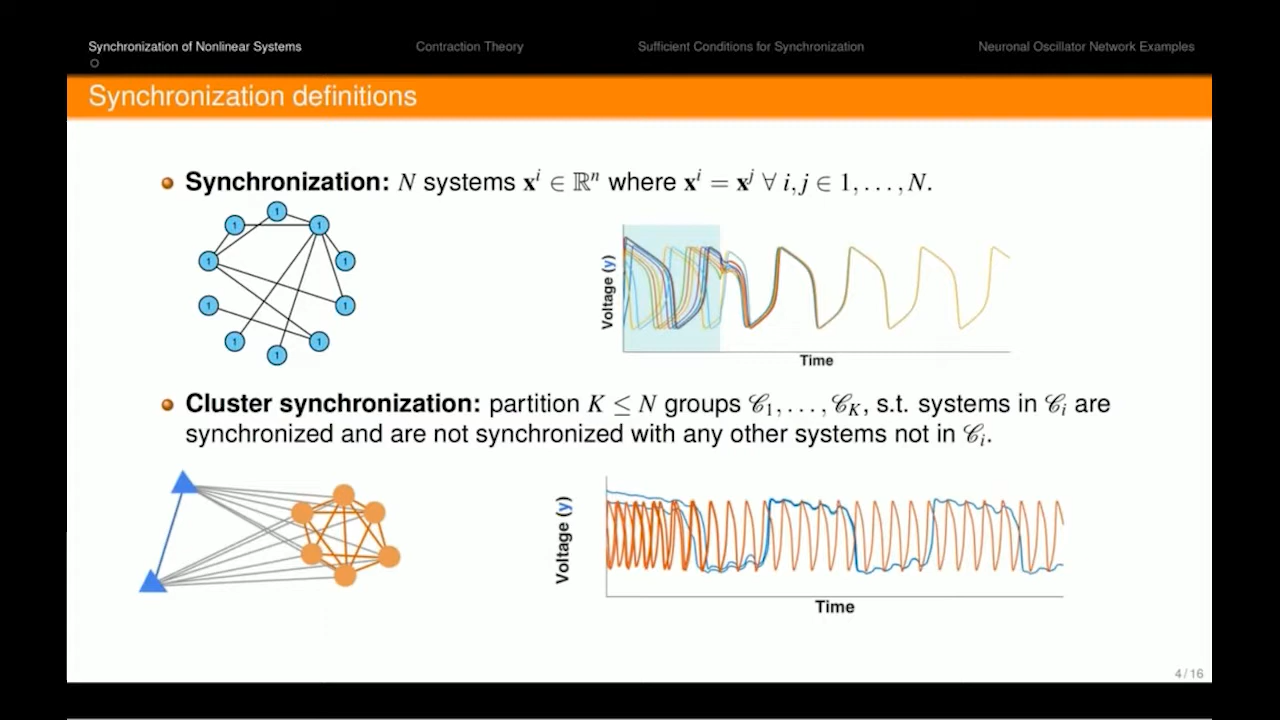 Synchronization of Nonlinear Systems
Contraction Theory
Sufficient Conditions for Synchronization
Neuronal Oscillator Network Examples
Synchronization definitions
Synchronization: N systems xⁱ ∈ ℝⁿ where xⁱ = xʲ ∀ i, j ∈ 1, . . . , N.
1
1
1
1
1
1
1
1
1
1
Voltage (y)
Time
Cluster synchronization: partition K ≤ N groups 𝒞₁, . . . , 𝒞_K, s.t. systems in 𝒞ᵢ are
synchronized and are not synchronized with any other systems not in 𝒞ᵢ.
Voltage (y)
Time
4 / 16